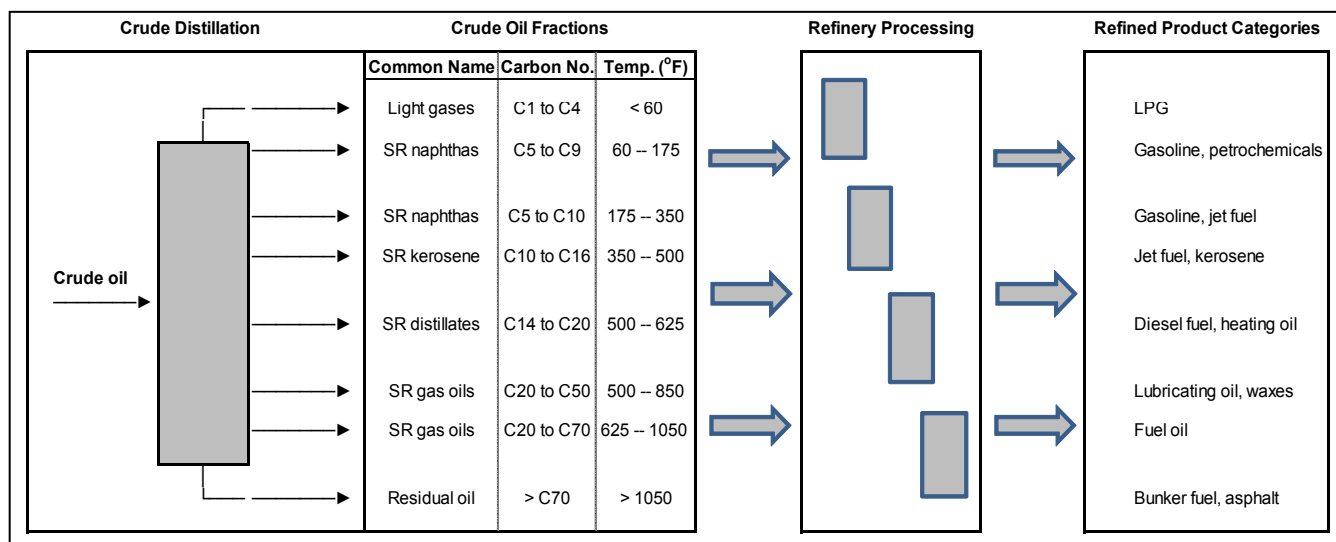 Crude Distillation Crude Oil Fractions Refinery Processing Refined Product Categories
Common Name Carbon No. Temp. (°F)
Light gases C1 to C4 < 60 LPG
SR naphthas C5 to C9 60 -- 175 Gasoline, petrochemicals
SR naphthas C5 to C10 175 -- 350 Gasoline, jet fuel
SR kerosene C10 to C16 350 -- 500 Jet fuel, kerosene
Crude oil
SR distillates C14 to C20 500 -- 625 Diesel fuel, heating oil
SR gas oils C20 to C50 500 -- 850 Lubricating oil, waxes
SR gas oils C20 to C70 625 -- 1050 Fuel oil
Residual oil > C70 > 1050 Bunker fuel, asphalt